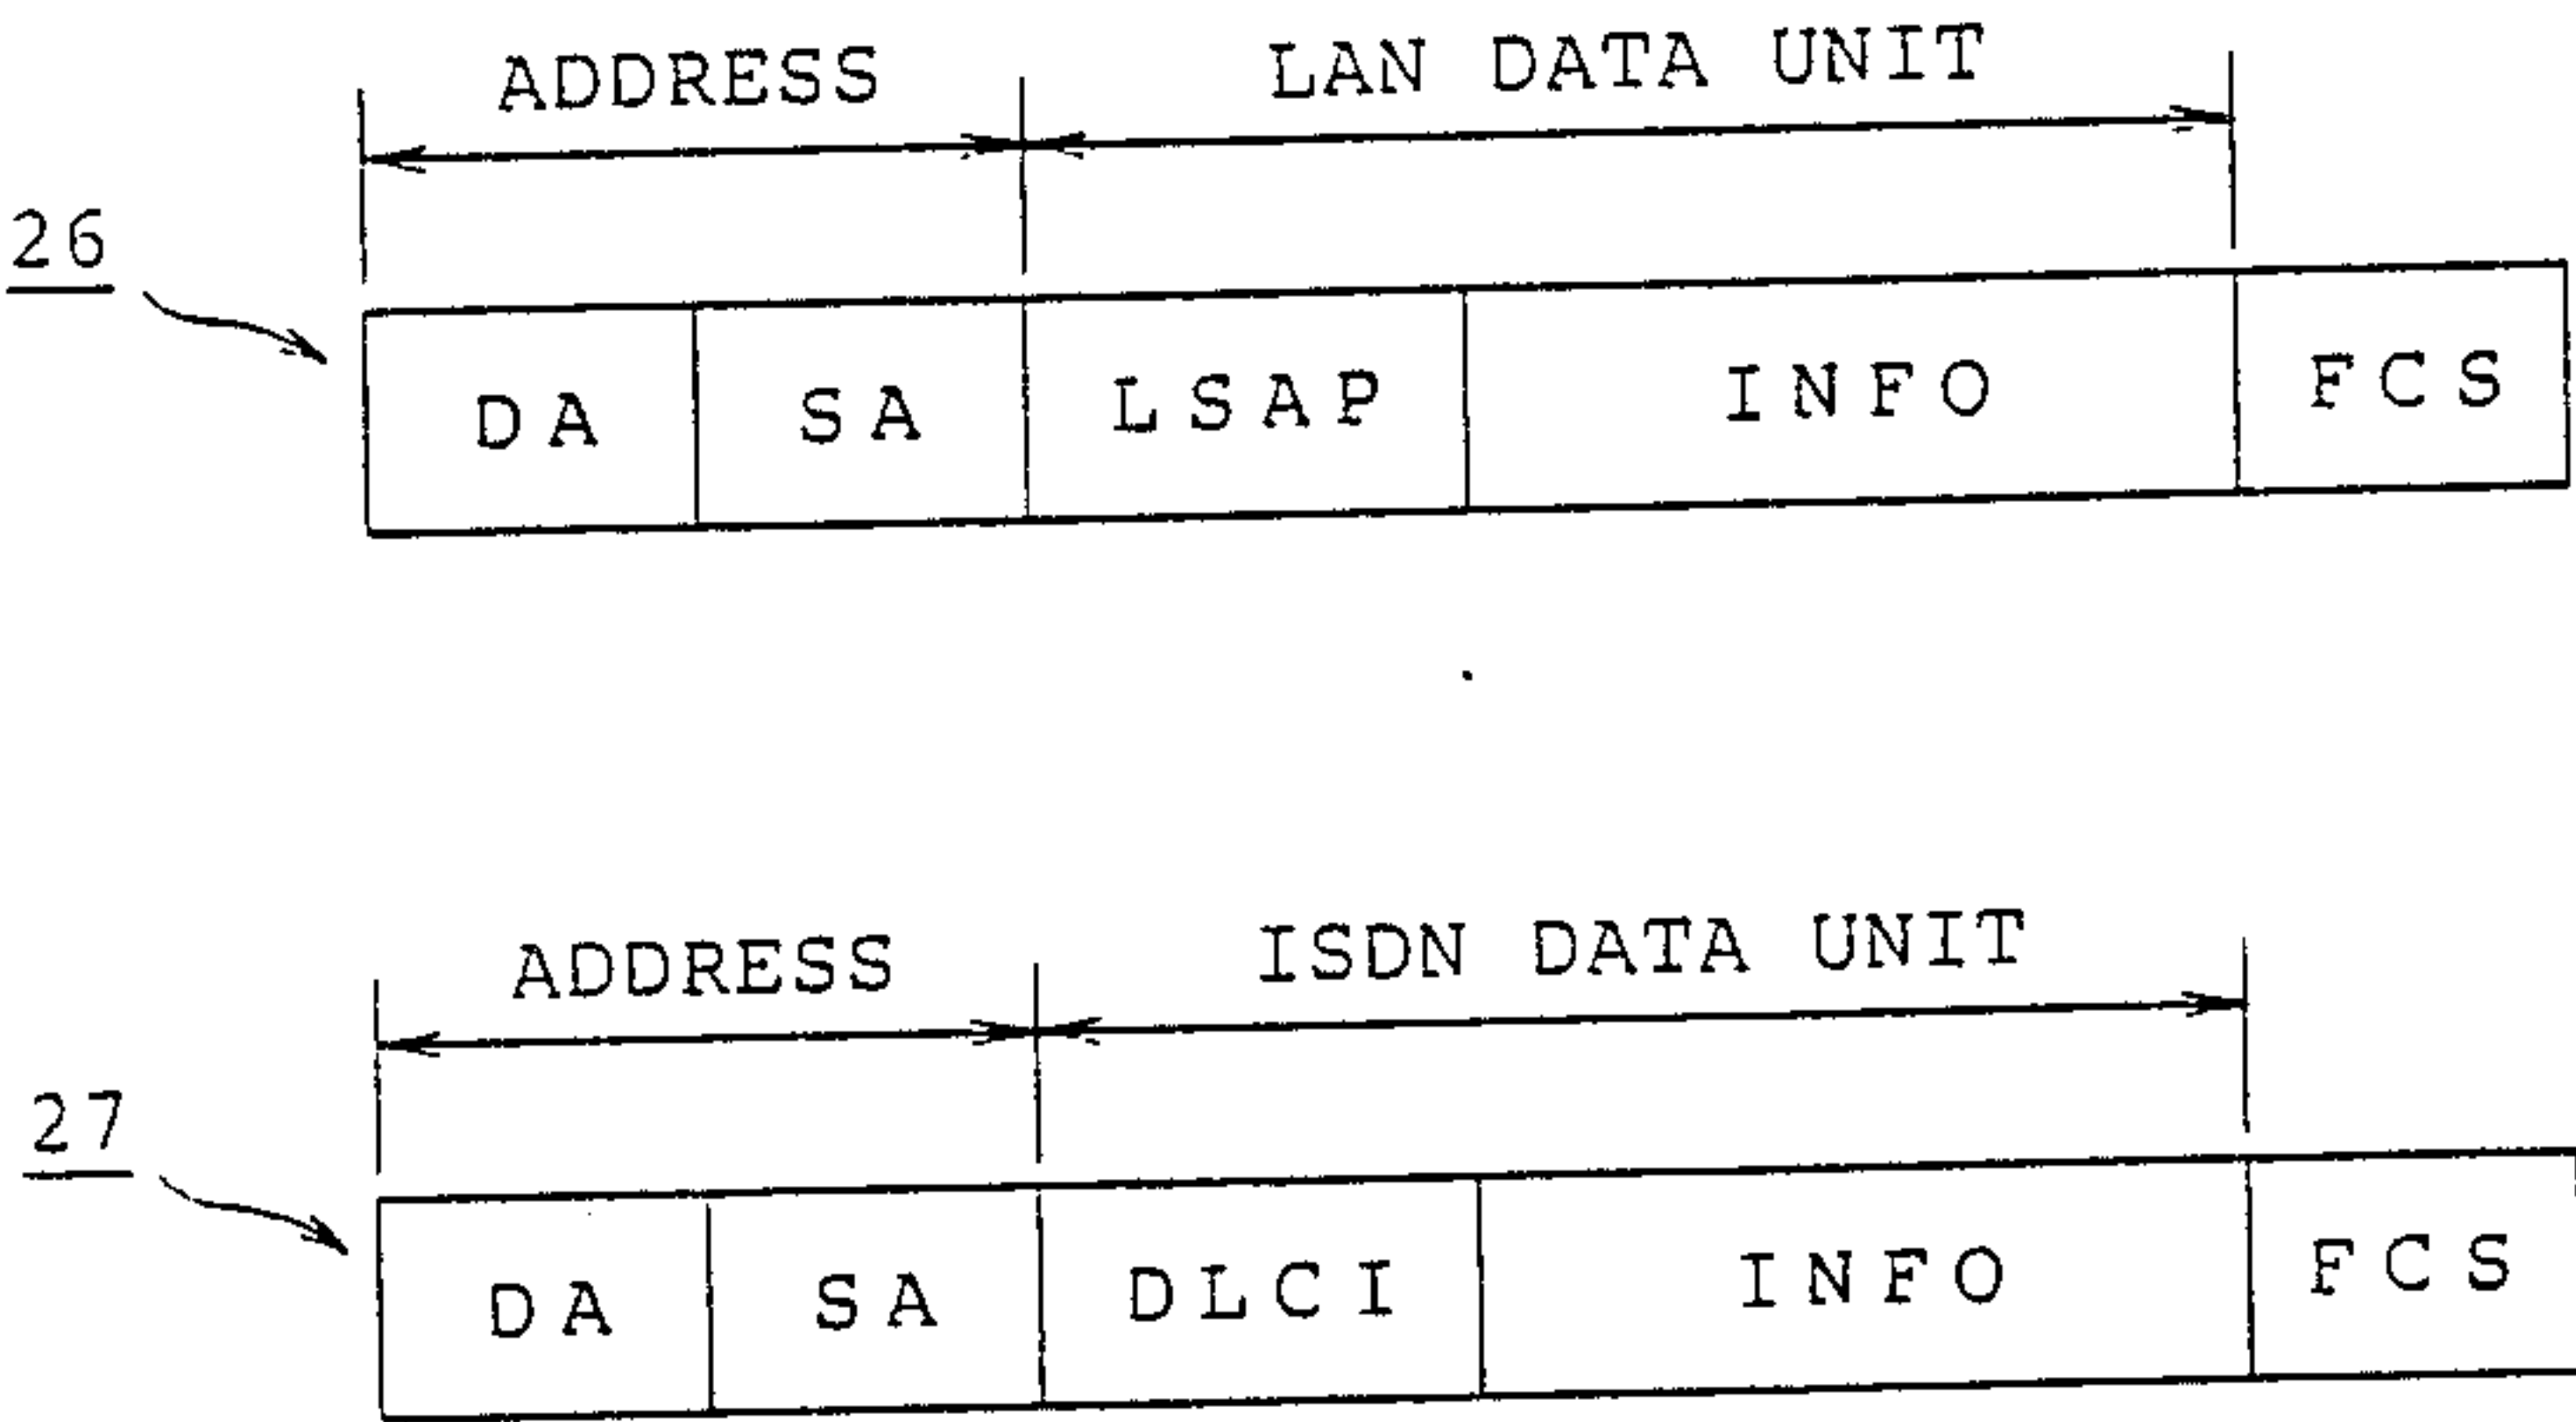 ADDRESS LAN DATA UNIT
26
DA SA LSAP INFO FCS
ADDRESS ISDN DATA UNIT
27
DA SA DLCI INFO FCS